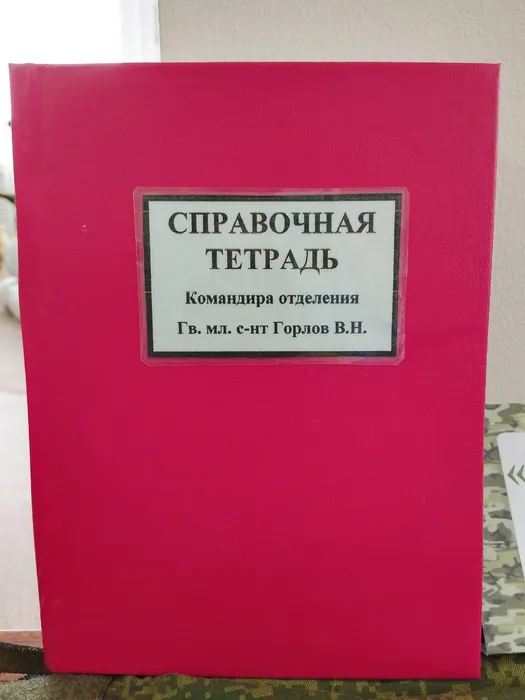 СПРАВОЧНАЯ
ТЕТРАДЬ
Командира отделения
Гв. мл. с-нт Горлов В.Н.
«